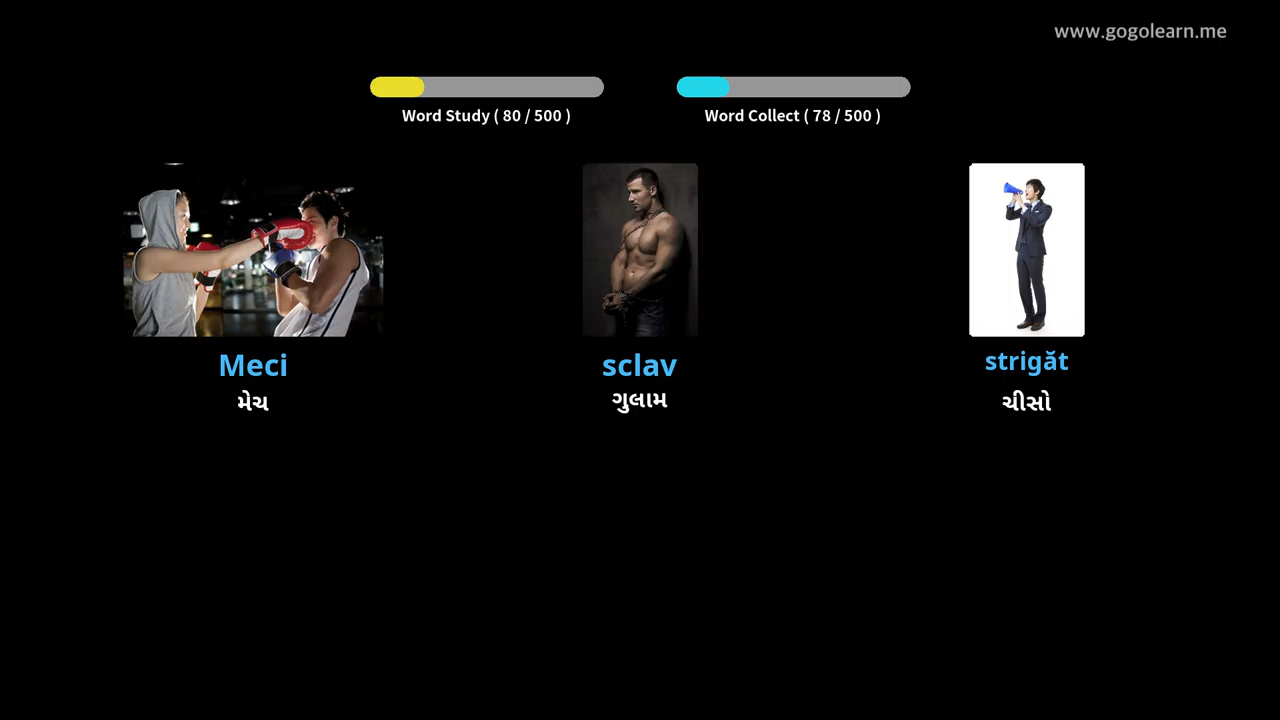 www.gogolearn.me
Word Study ( 80 / 500 )
Word Collect ( 78 / 500 )
Meci
sclav
strigăt
મેચ
ગુલામ
ચીસો